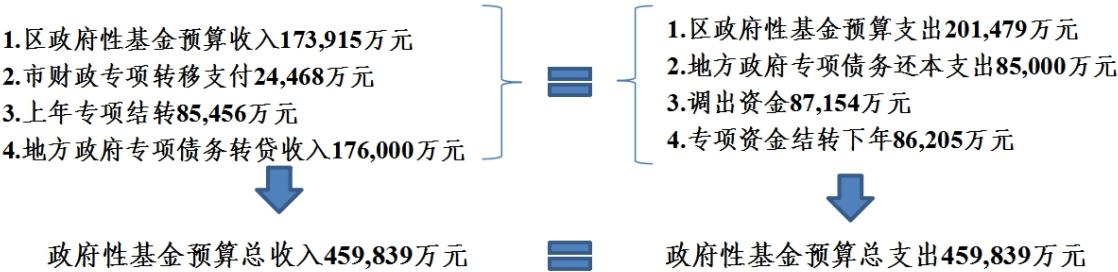 1.区政府性基金预算收入173,915万元
2.市财政专项转移支付24,468万元
3.上年专项结转85,456万元
4.地方政府专项债务转贷收入176,000万元
1.区政府性基金预算支出201,479万元
2.地方政府专项债务还本支出85,000万元
3.调出资金87,154万元
4.专项资金结转下年86,205万元
政府性基金预算总收入459,839万元
政府性基金预算总支出459,839万元